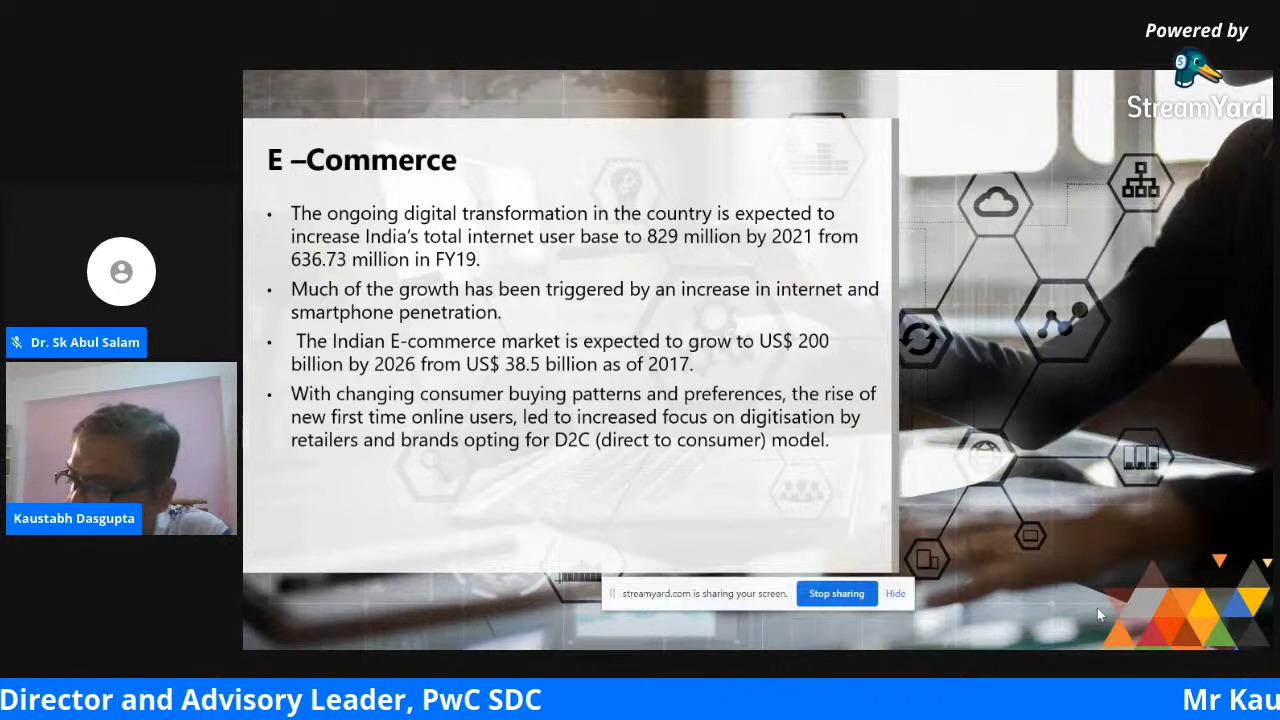 Powered by
StreamYard
E –Commerce
• The ongoing digital transformation in the country is expected to
increase India’s total internet user base to 829 million by 2021 from
636.73 million in FY19.
• Much of the growth has been triggered by an increase in internet and
smartphone penetration.
• The Indian E-commerce market is expected to grow to US$ 200
billion by 2026 from US$ 38.5 billion as of 2017.
• With changing consumer buying patterns and preferences, the rise of
new first time online users, led to increased focus on digitisation by
retailers and brands opting for D2C (direct to consumer) model.
Dr. Sk Abul Salam
Kaustabh Dasgupta
streamyard.com is sharing your screen. Stop sharing Hide
Director and Advisory Leader, PwC SDC Mr Kau